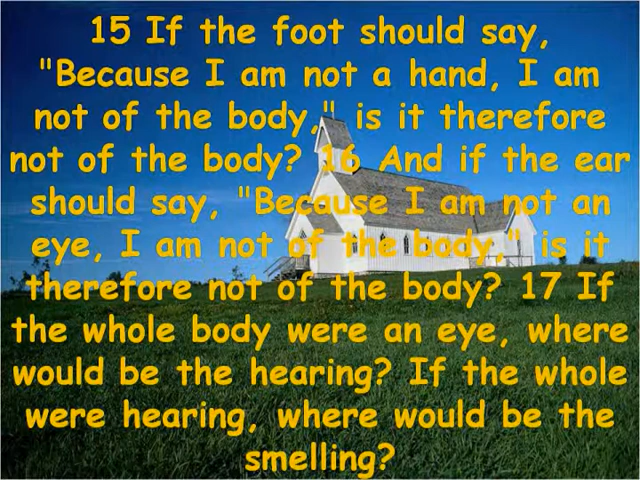 15 If the foot should say,
"Because I am not a hand, I am
not of the body," is it therefore
not of the body? 16 And if the ear
should say, "Because I am not an
eye, I am not of the body," is it
therefore not of the body? 17 If
the whole body were an eye, where
would be the hearing? If the whole
were hearing, where would be the
smelling?